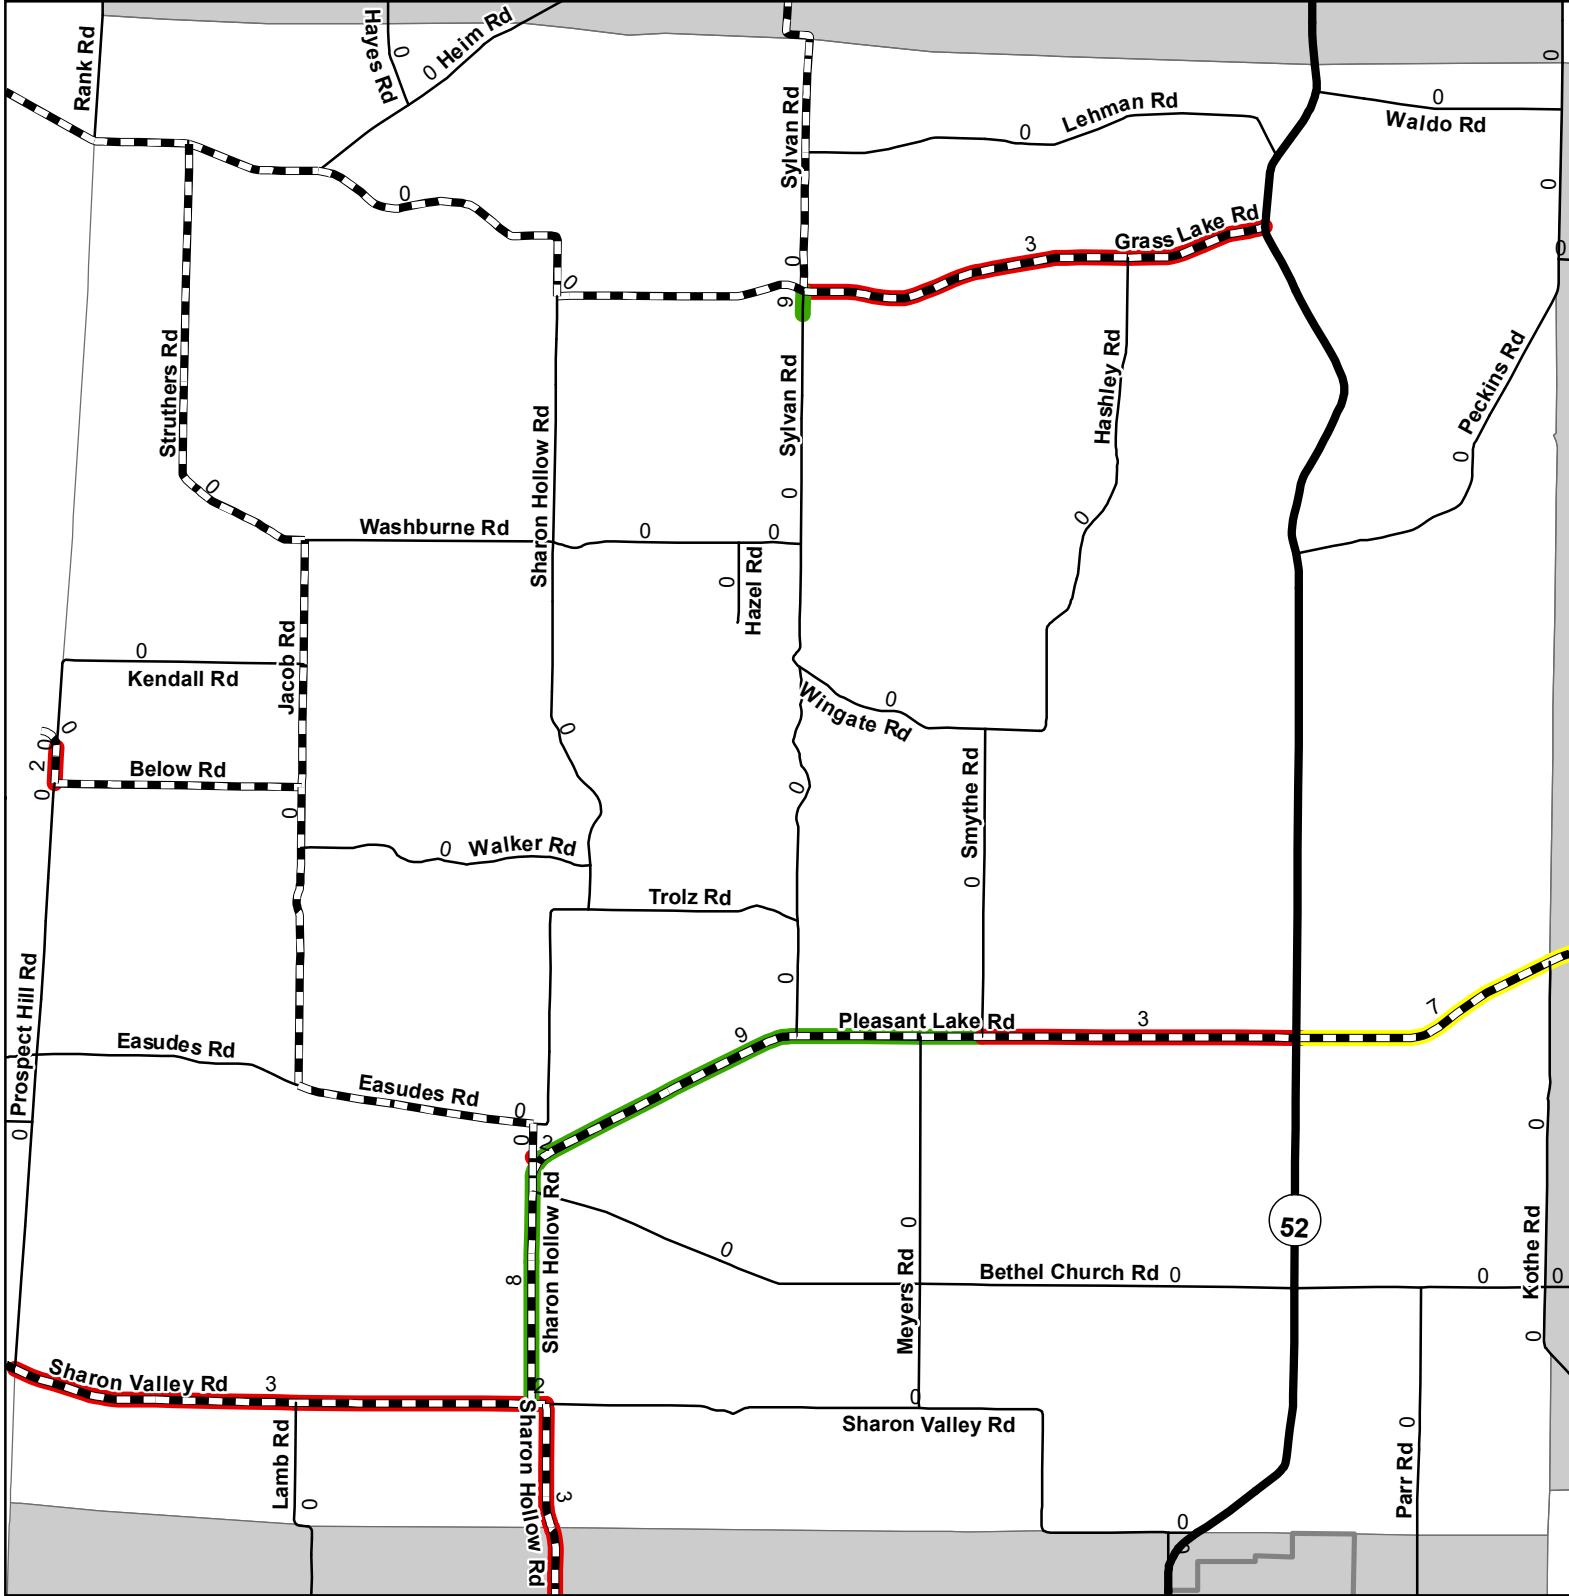 Rank Rd
Hayes Rd
0
0
Heim Rd
Sylvan Rd
0
Lehman Rd
0
Waldo Rd
0
0
0
0
Grass Lake Rd
3
0
0
9
Struthers Rd
0
Sharon Hollow Rd
Sylvan Rd
0
Hashley Rd
0
Peckins Rd
0
Washburne Rd
0
0
0
Hazel Rd
Kendall Rd
0
Jacob Rd
0
0
2
0
Below Rd
0
0
Wingate Rd
0
0
Smythe Rd
0
0
Walker Rd
Trolz Rd
0
Prospect Hill Rd
0
Easudes Rd
Easudes Rd
0
0
2
9
Pleasant Lake Rd
3
7
0
Sharon Hollow Rd
8
0
Meyers Rd
0
52
Bethel Church Rd
0
0
0
Kothe Rd
0
Sharon Valley Rd
3
2
0
Sharon Valley Rd
Lamb Rd
0
Sharon Hollow Rd
3
Parr Rd
0
0
0